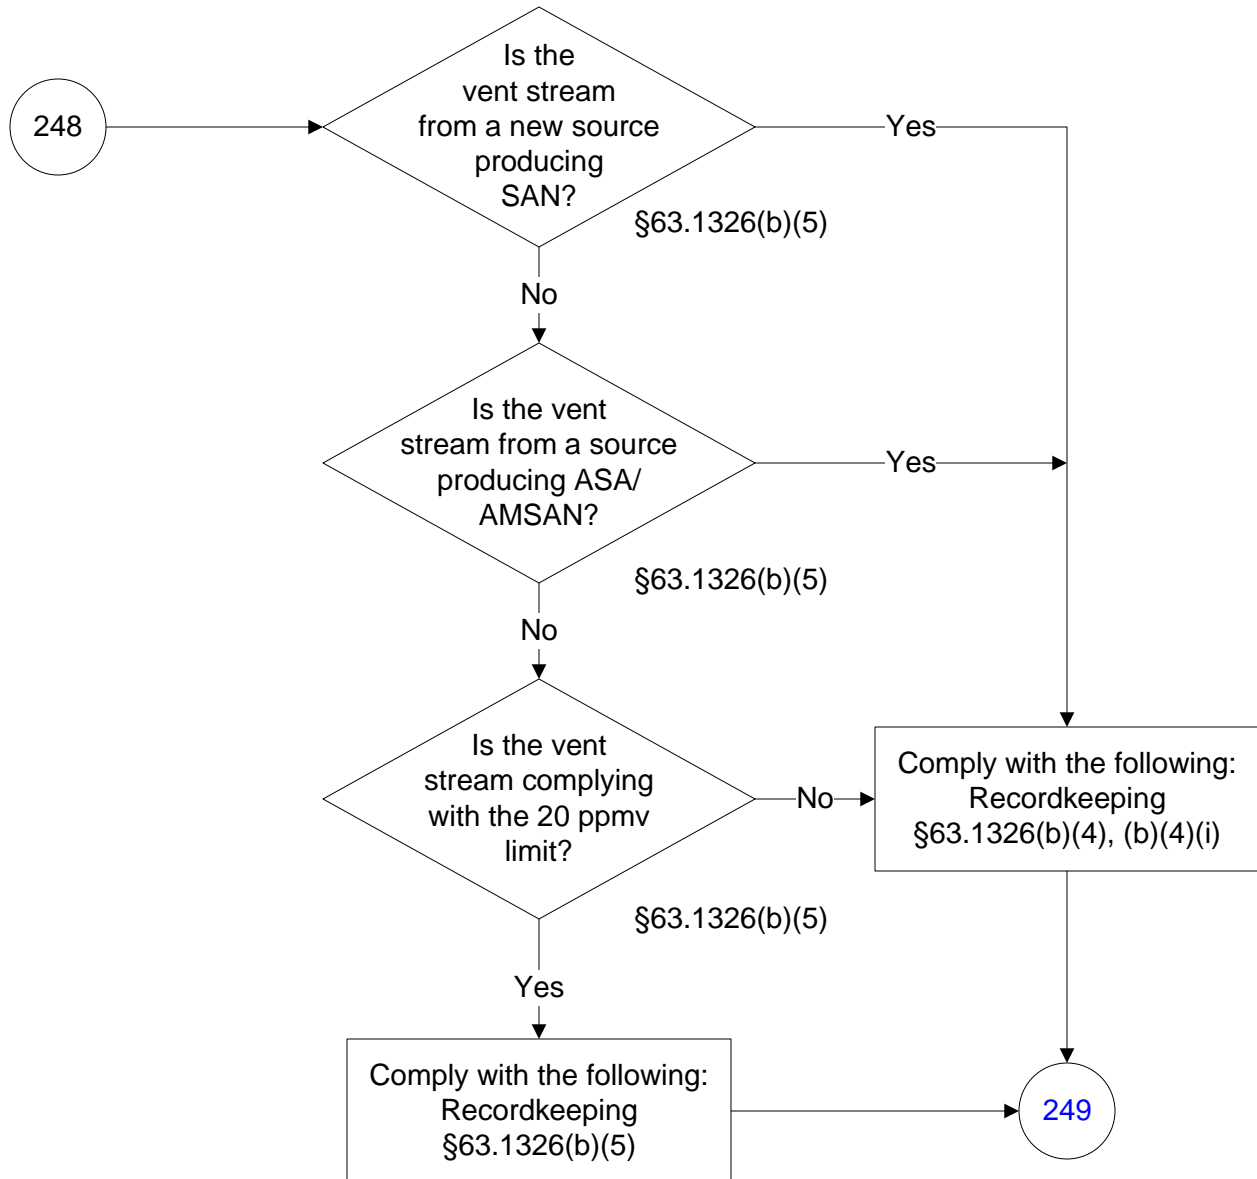 248
Is the
vent stream
from a new source
producing
SAN?
Yes
§63.1326(b)(5)
No
Is the vent
stream from a source
producing ASA/
AMSAN?
Yes
§63.1326(b)(5)
No
Is the vent
stream complying
with the 20 ppmv
limit?
No
Comply with the following:
Recordkeeping
§63.1326(b)(4), (b)(4)(i)
§63.1326(b)(5)
Yes
Comply with the following:
Recordkeeping
§63.1326(b)(5)
249